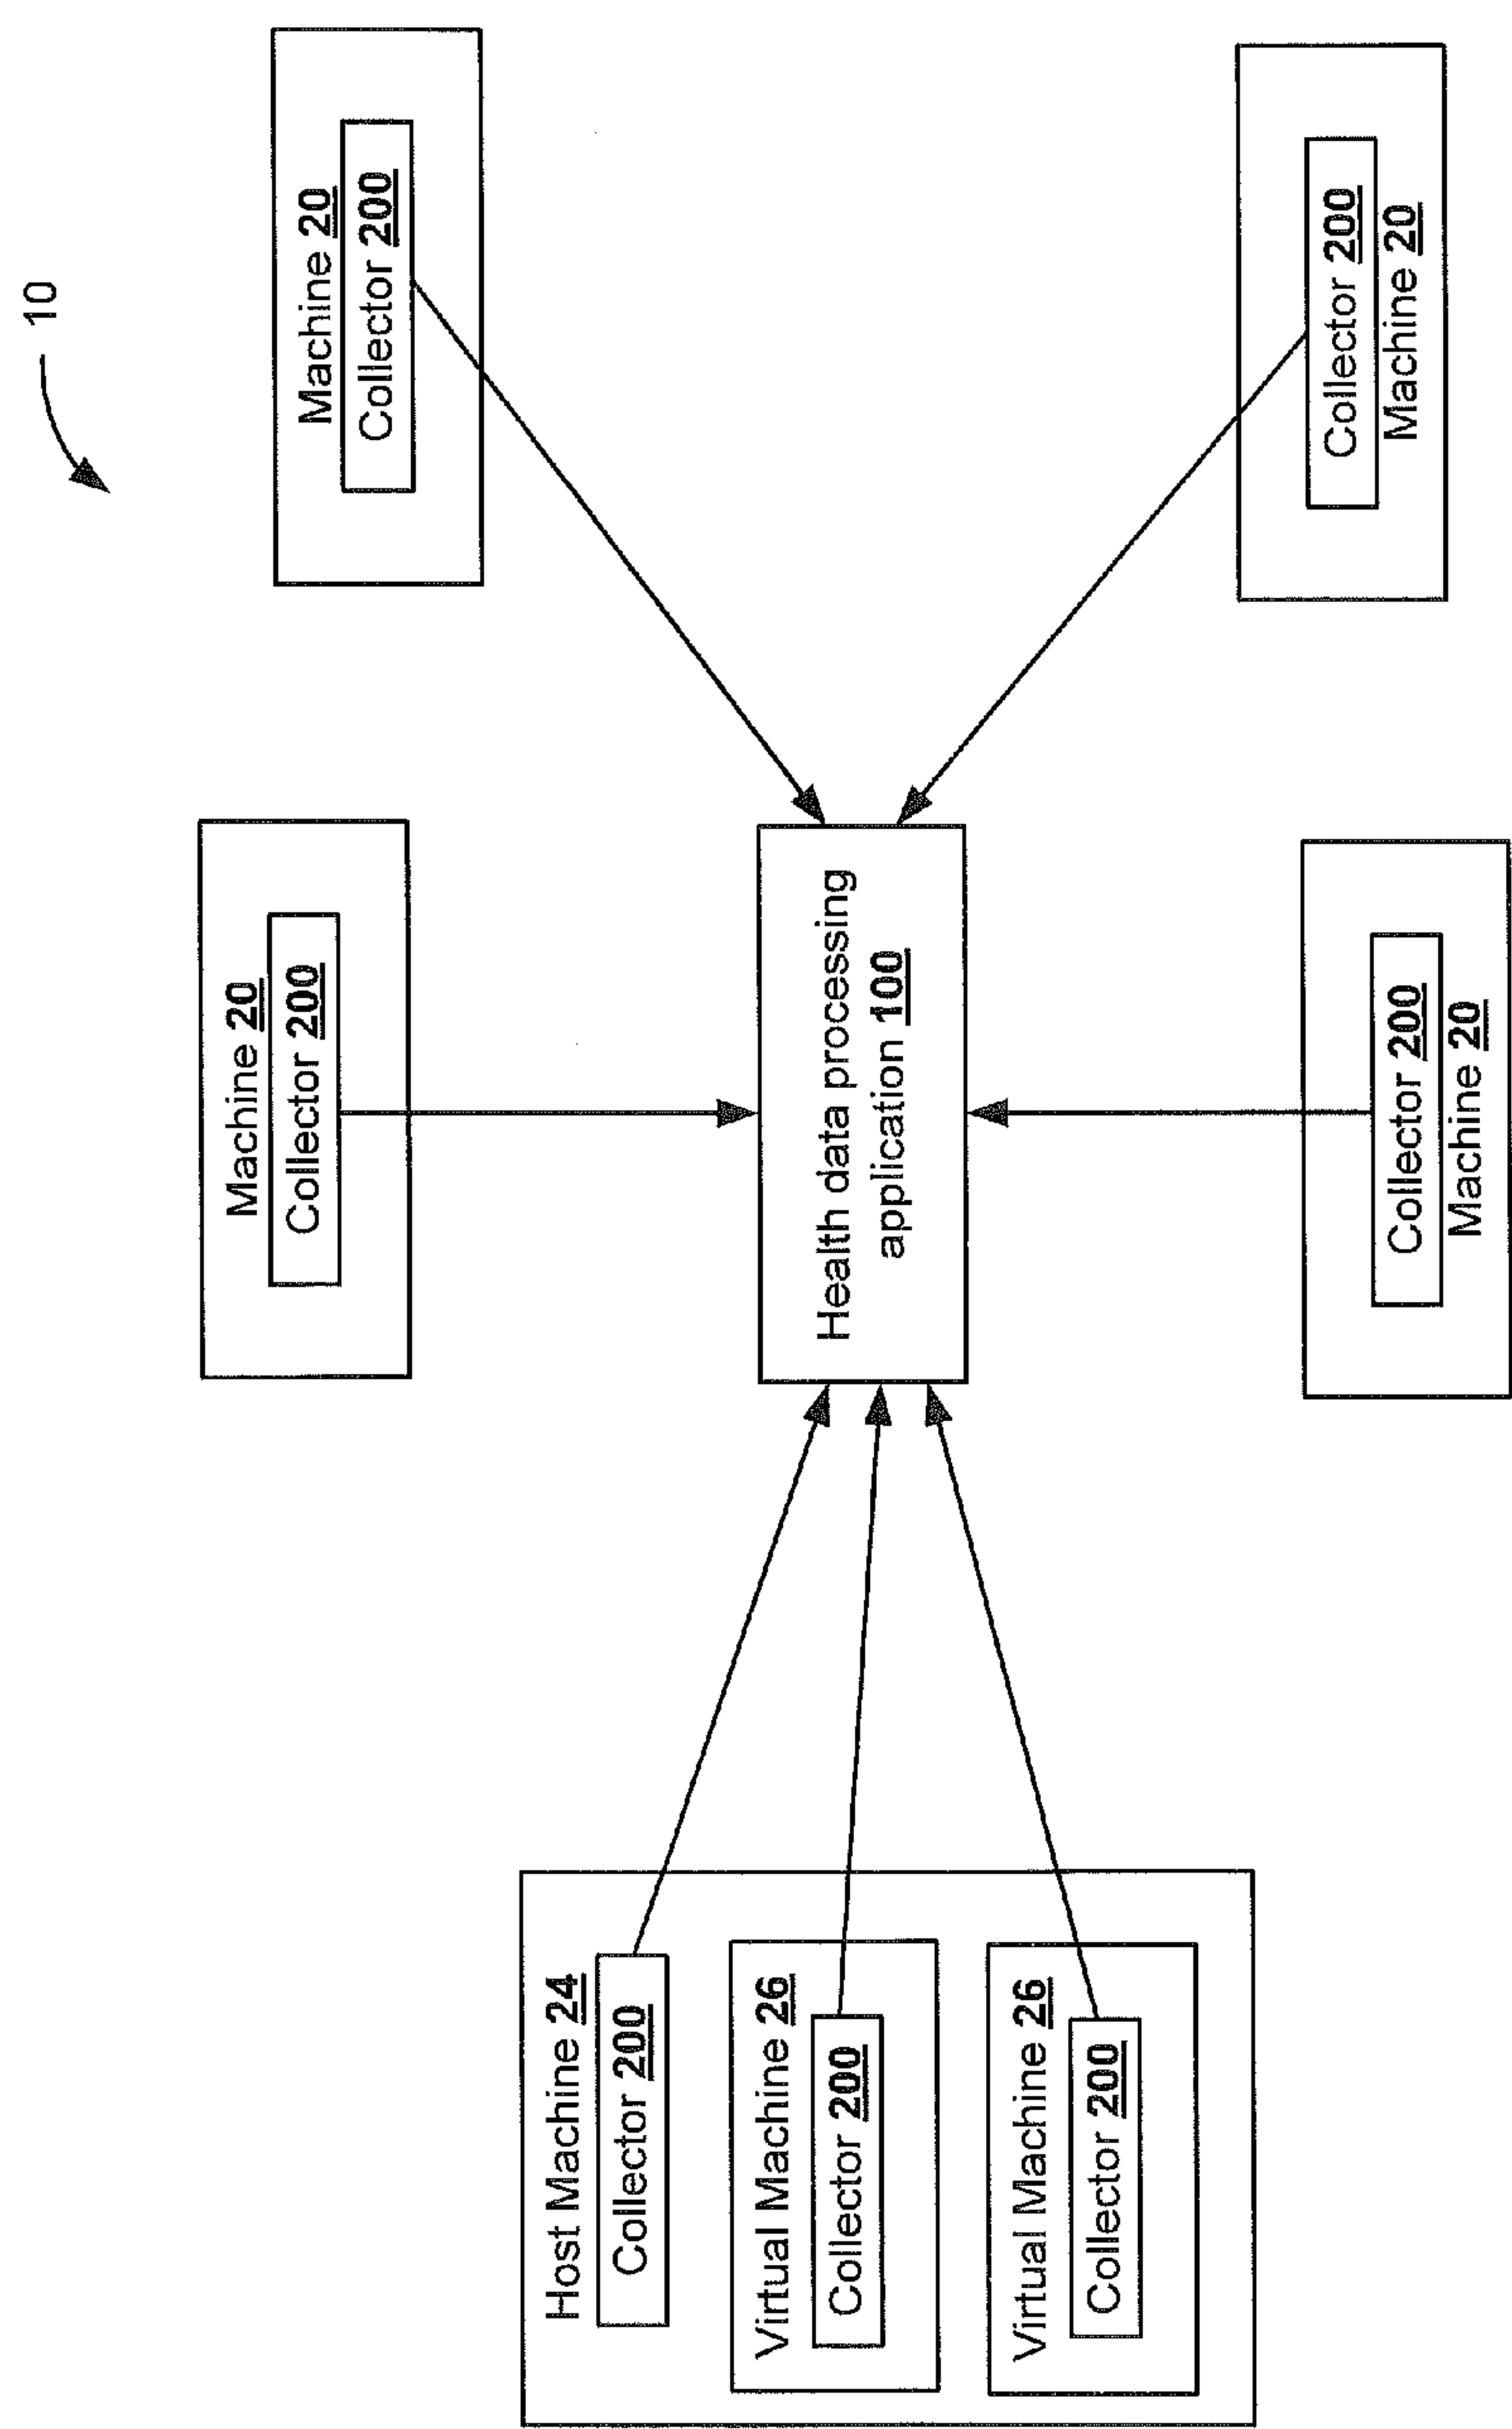 10
Machine 20
Collector 200
Machine 20
Collector 200
Host Machine 24
Collector 200
Virtual Machine 26
Collector 200
Virtual Machine 26
Collector 200
Health data processing
application 100
Collector 200
Machine 20
Collector 200
Machine 20